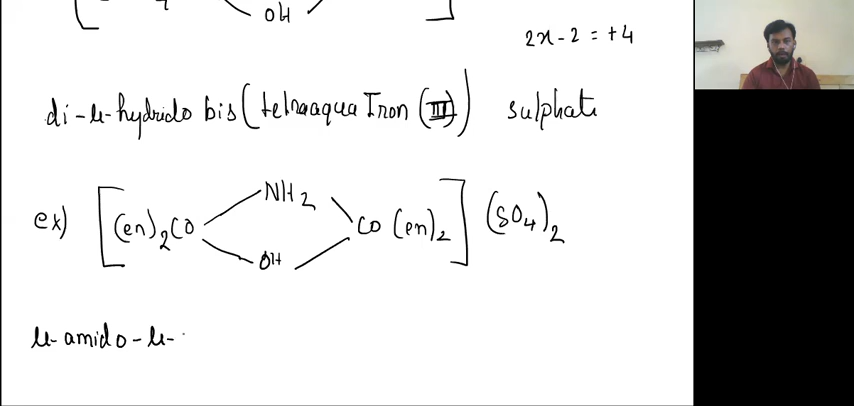 OH
2x - 2 = +4
di-μ-hydrido bis(tetraaqua Iron (III)) sulphate
ex) [(en)₂CO NH₂ OH CO (en)₂] (SO₄)₂
μ- amido - μ-